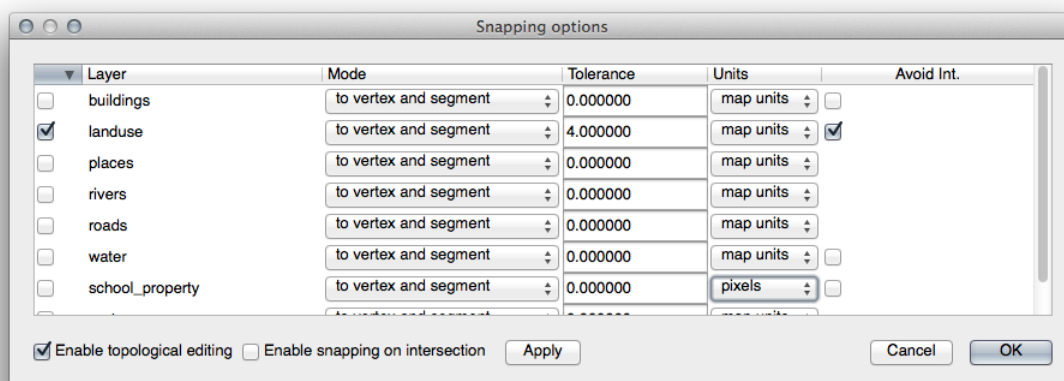 Snapping options
Layer Mode Tolerance Units Avoid Int.
buildings to vertex and segment 0.000000 map units
landuse to vertex and segment 4.000000 map units
places to vertex and segment 0.000000 map units
rivers to vertex and segment 0.000000 map units
roads to vertex and segment 0.000000 map units
water to vertex and segment 0.000000 map units
school_property to vertex and segment 0.000000 pixels
Enable topological editing Enable snapping on intersection Apply Cancel OK